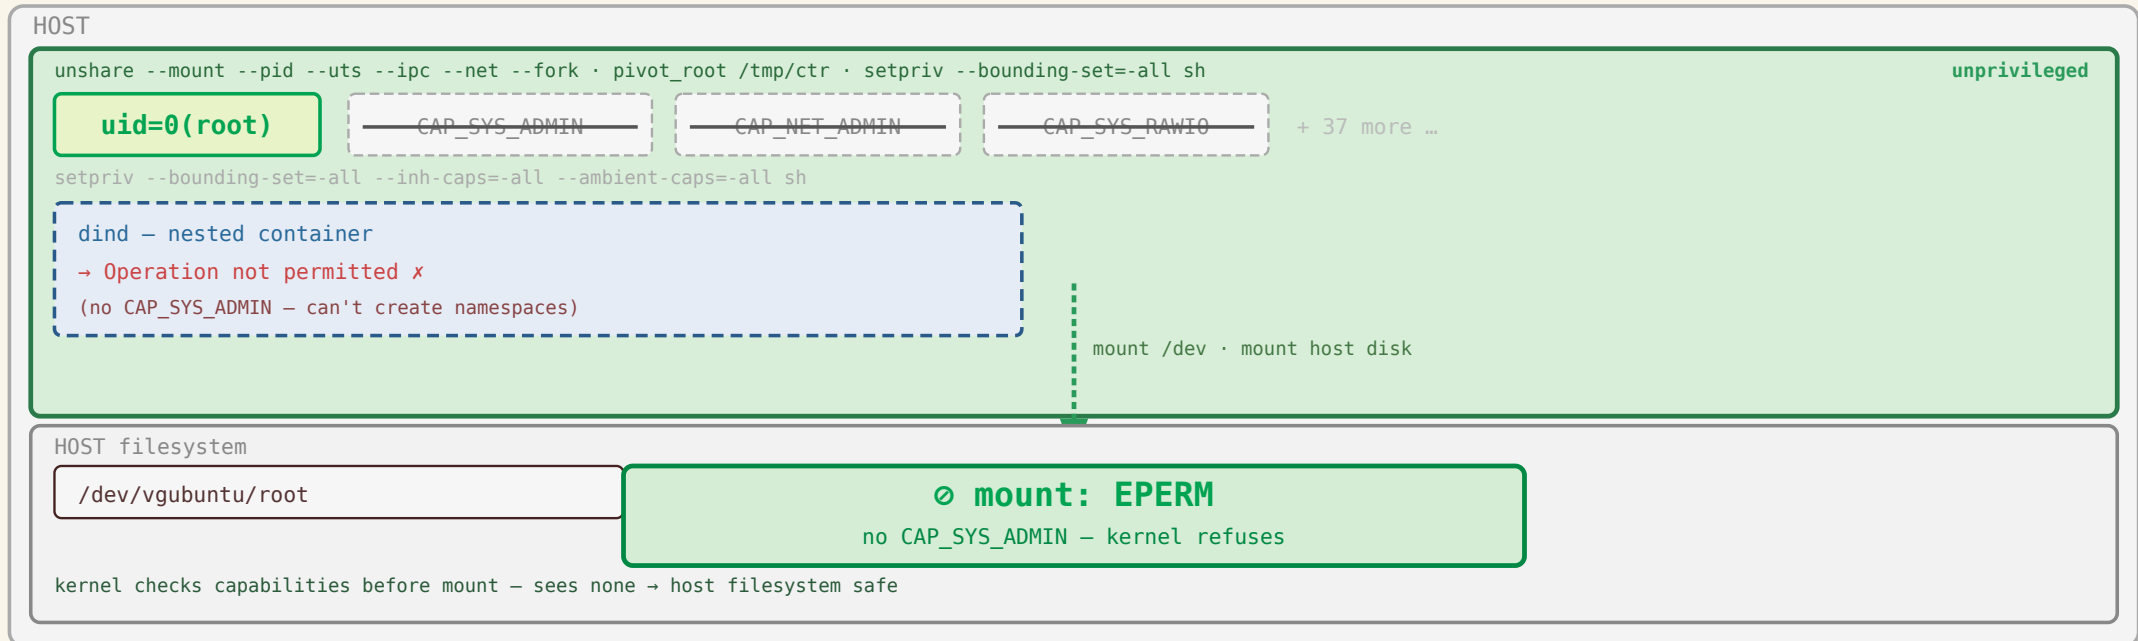 HOST
unshare --mount --pid --uts --ipc --net --fork · pivot_root /tmp/ctr · setpriv --bounding-set=-all sh
unprivileged
uid=0(root)
CAP_SYS_ADMIN
CAP_NET_ADMIN
CAP_SYS_RAWIO
+ 37 more …
setpriv --bounding-set=-all --inh-caps=-all --ambient-caps=-all sh
dind — nested container
→ Operation not permitted ✗
(no CAP_SYS_ADMIN — can't create namespaces)
mount /dev · mount host disk
HOST filesystem
/dev/vgubuntu/root
⊘ mount: EPERM
no CAP_SYS_ADMIN — kernel refuses
kernel checks capabilities before mount — sees none → host filesystem safe